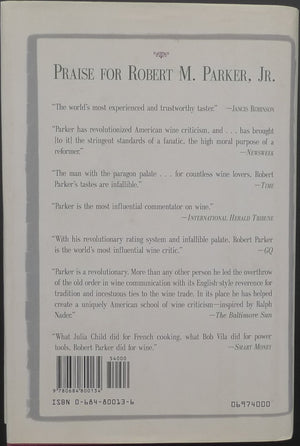 PRAISE FOR ROBERT M. PARKER, JR.
"The world's most experienced and trustworthy taster." —JANCIS ROBINSON
"Parker has revolutionized American wine criticism, and . . . has brought
[to it] the stringent standards of a fanatic, the high moral purpose of a
reformer." —NEWSWEEK
"The man with the paragon palate . . . for countless wine lovers, Robert
Parker's tastes are infallible." —TIME
"Parker is the most influential commentator on wine."
—INTERNATIONAL HERALD TRIBUNE
"With his revolutionary rating system and infallible palate, Robert Parker
is the world's most influential wine critic." —GQ
"Parker is a revolutionary. More than any other person he led the overthrow
of the old order in wine communication with its English-style reverence for
tradition and incestuous ties to the wine trade. In its place he has helped
create a uniquely American school of wine criticism—inspired by Ralph
Nader." —The Baltimore Sun
"What Julia Child did for French cooking, what Bob Vila did for power
tools, Robert Parker did for wine." —SMART MONEY
54000
9 780684 800134
ISBN 0-684-80013-6
06974000